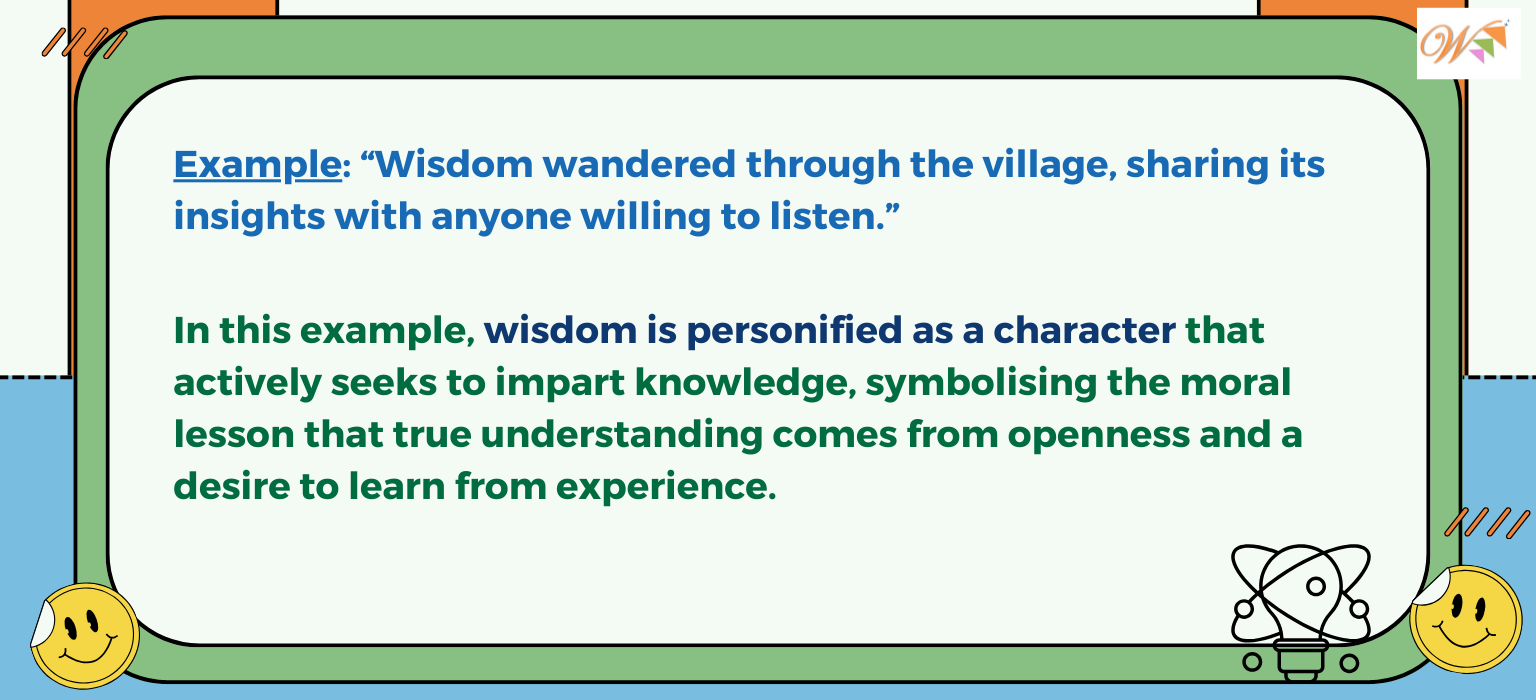 W
Example: “Wisdom wandered through the village, sharing its
insights with anyone willing to listen.”
In this example, wisdom is personified as a character that
actively seeks to impart knowledge, symbolising the moral
lesson that true understanding comes from openness and a
desire to learn from experience.